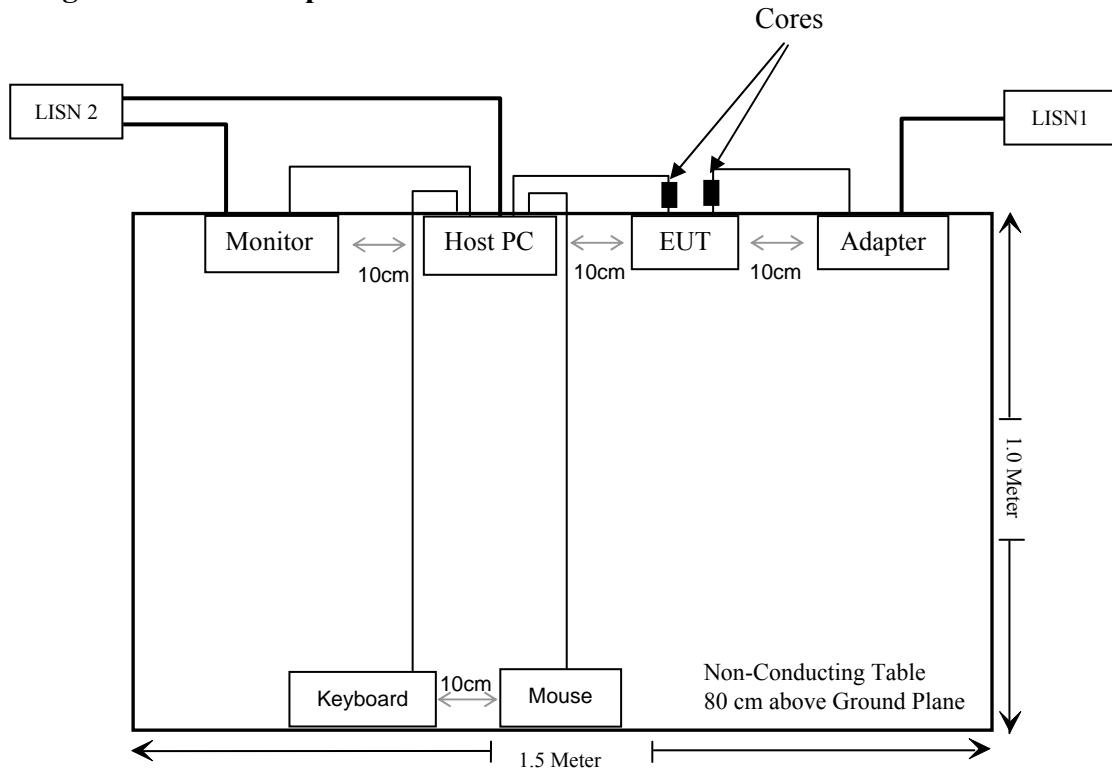 Cores
LISN 2
LISN1
Monitor
Host PC
EUT
Adapter
10cm
10cm
10cm
1.0 Meter
Keyboard
10cm
Mouse
Non-Conducting Table
80 cm above Ground Plane
1.5 Meter